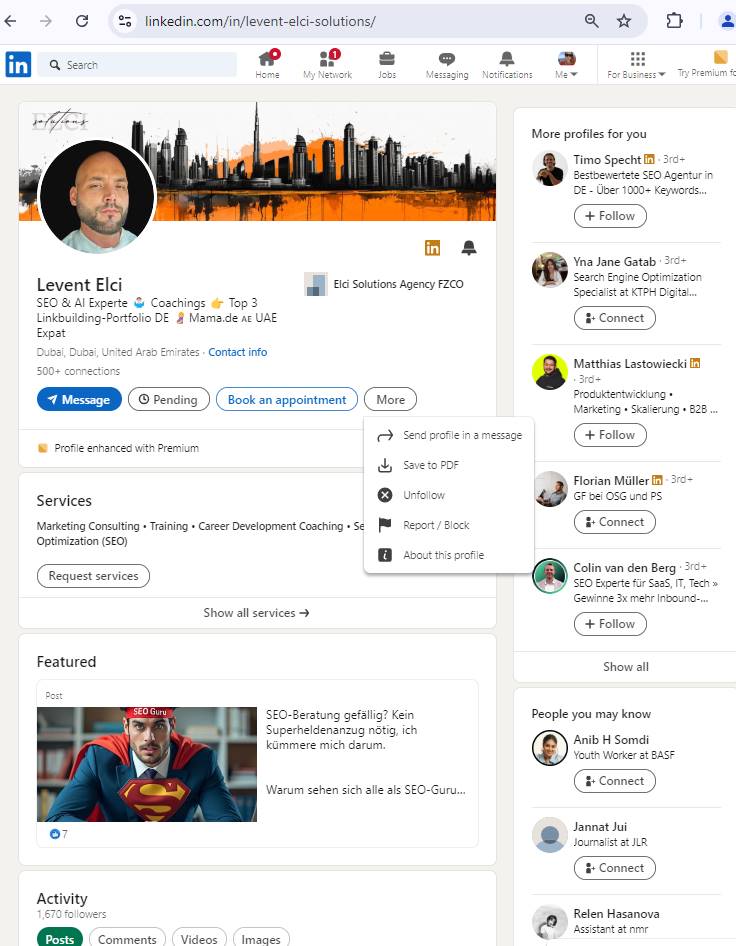 linkedin.com/in/levent-elci-solutions/
in
Search
Home
1
My Network
Jobs
Messaging
Notifications
Me
For Business
Try Premium fo
ELCI
solutions
in
Levent Elci
SEO & AI Experte 🤷🏻‍♂️ Coachings 👉 Top 3
Linkbuilding-Portfolio DE 🤱 Mama.de AE UAE
Expat
Elci Solutions Agency FZCO
Dubai, Dubai, United Arab Emirates · Contact info
500+ connections
Message
Pending
Book an appointment
More
Send profile in a message
Save to PDF
Unfollow
Report / Block
About this profile
Profile enhanced with Premium
Services
Marketing Consulting • Training • Career Development Coaching • Se
Optimization (SEO)
Request services
Show all services →
Featured
Post
SEO Guru
SEO-Beratung gefällig? Kein
Superheldenanzug nötig, ich
kümmere mich darum.
Warum sehen sich alle als SEO-Guru...
7
Activity
1,670 followers
Posts
Comments
Videos
Images
More profiles for you
Timo Specht in · 3rd+
Bestbewertete SEO Agentur in
DE - Über 1000+ Keywords...
+ Follow
Yna Jane Gatab · 3rd+
Search Engine Optimization
Specialist at KTPH Digital...
Connect
Matthias Lastowiecki in
· 3rd+
Produktentwicklung •
Marketing • Skalierung • B2B ...
+ Follow
Florian Müller in · 3rd+
GF bei OSG und PS
Connect
Colin van den Berg · 3rd+
SEO Experte für SaaS, IT, Tech »
Gewinne 3x mehr Inbound-...
+ Follow
Show all
People you may know
Anib H Somdi
Youth Worker at BASF
Connect
Jannat Jui
Journalist at JLR
Connect
Relen Hasanova
Assistant at nmr